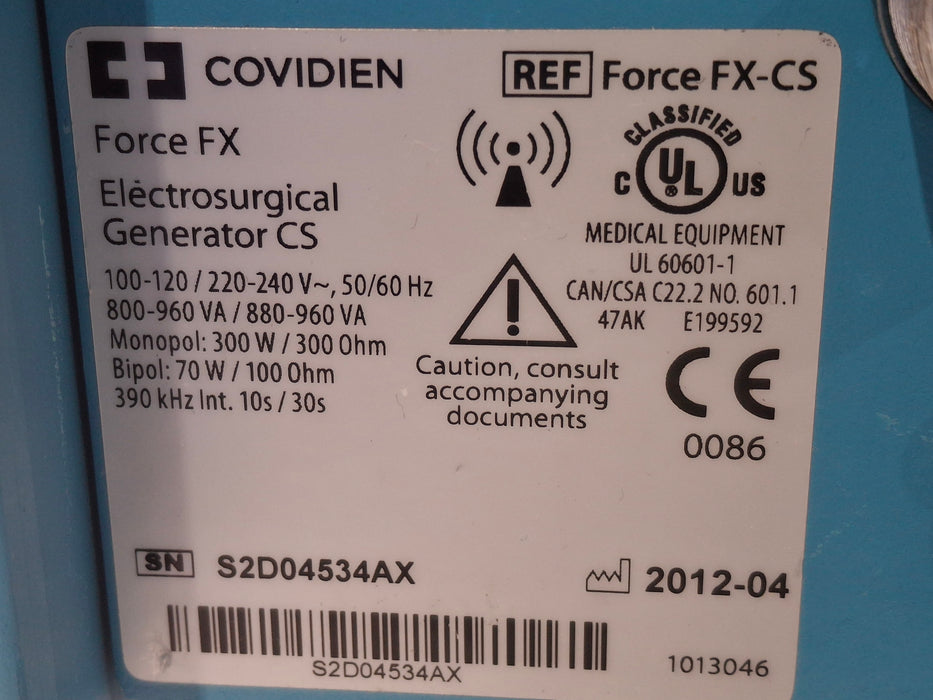 COVIDIEN
REF Force FX-CS
Force FX
Electrosurgical
Generator CS
100-120 / 220-240 V~, 50/60 Hz
800-960 VA / 880-960 VA
Monopol: 300 W / 300 Ohm
Bipol: 70 W / 100 Ohm
390 kHz Int. 10s / 30s
CLASSIFIED
C UL® US
MEDICAL EQUIPMENT
UL 60601-1
CAN/CSA C22.2 NO. 601.1
47AK E199592
Caution, consult
accompanying
documents
CE
0086
SN S2D04534AX
2012-04
S2D04534AX
1013046